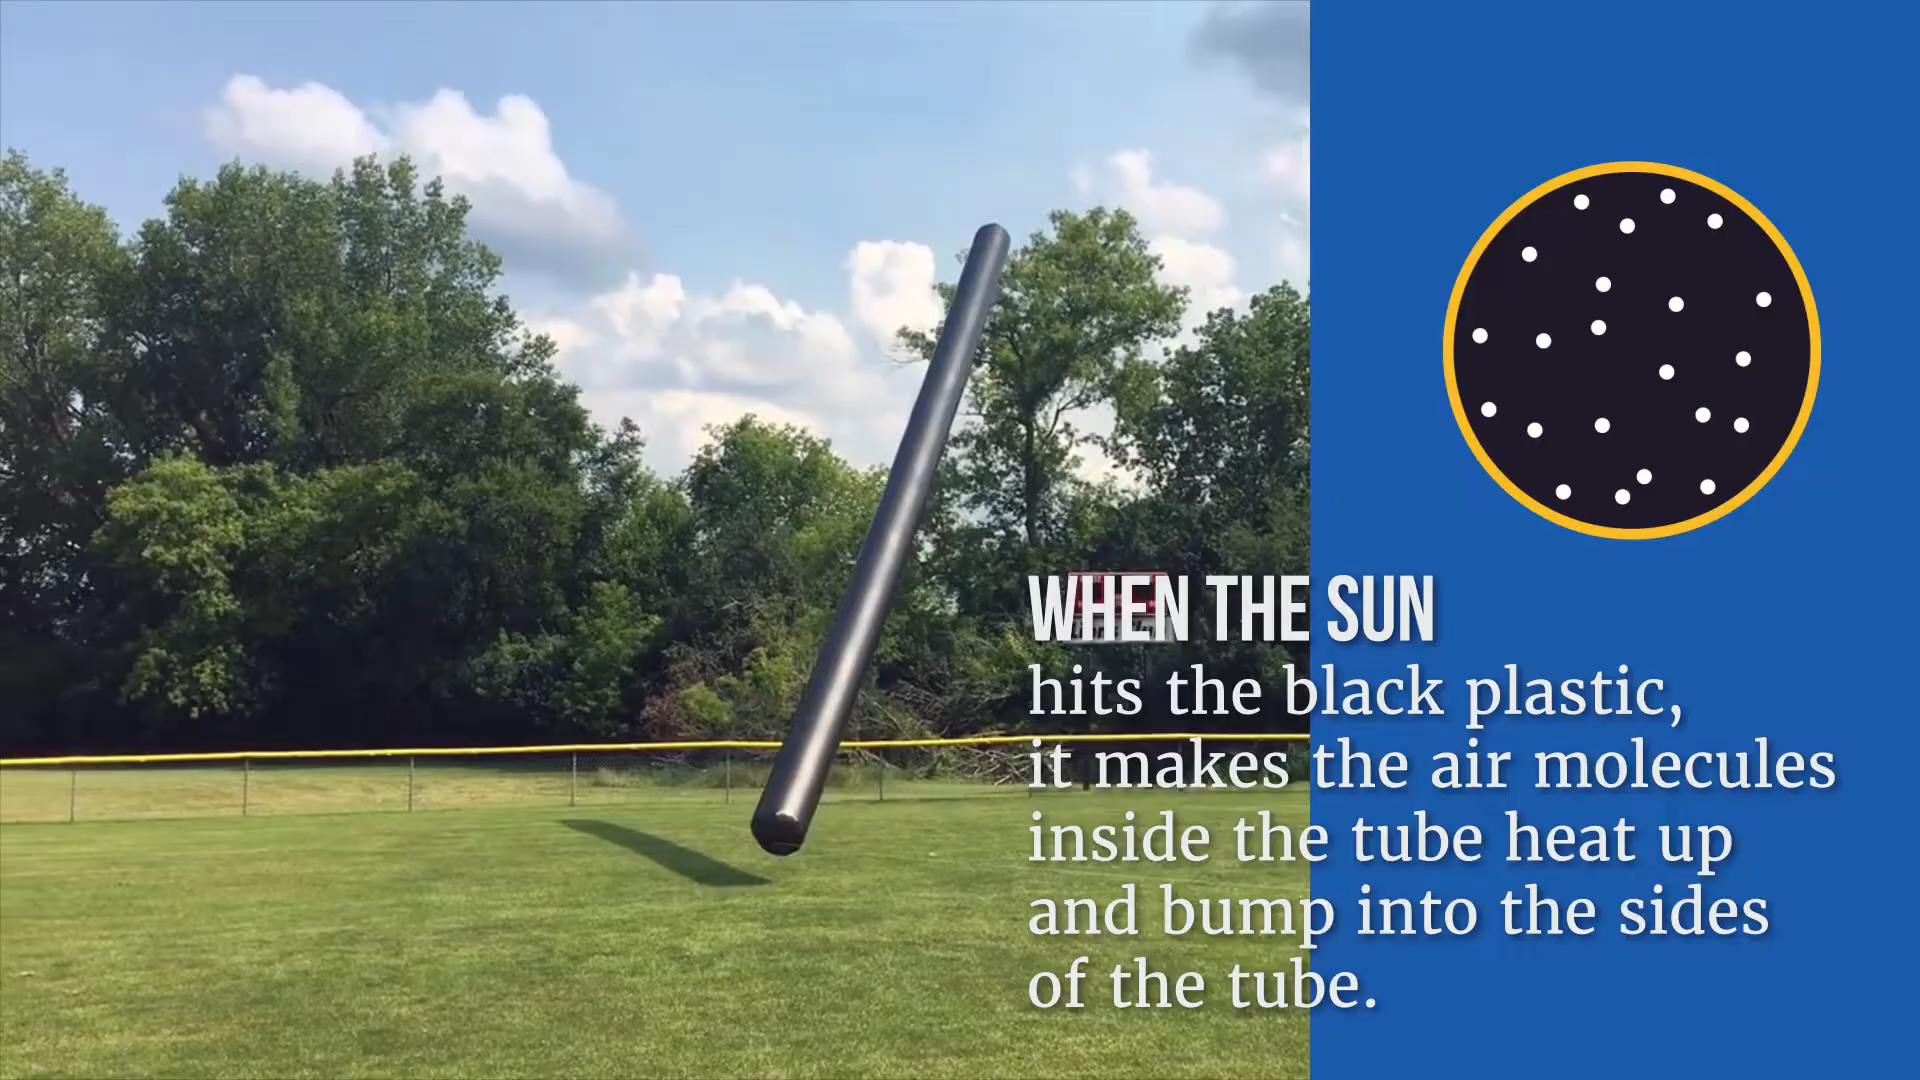 WHEN THE SUN
hits the black plastic,
it makes the air molecules
inside the tube heat up
and bump into the sides
of the tube.